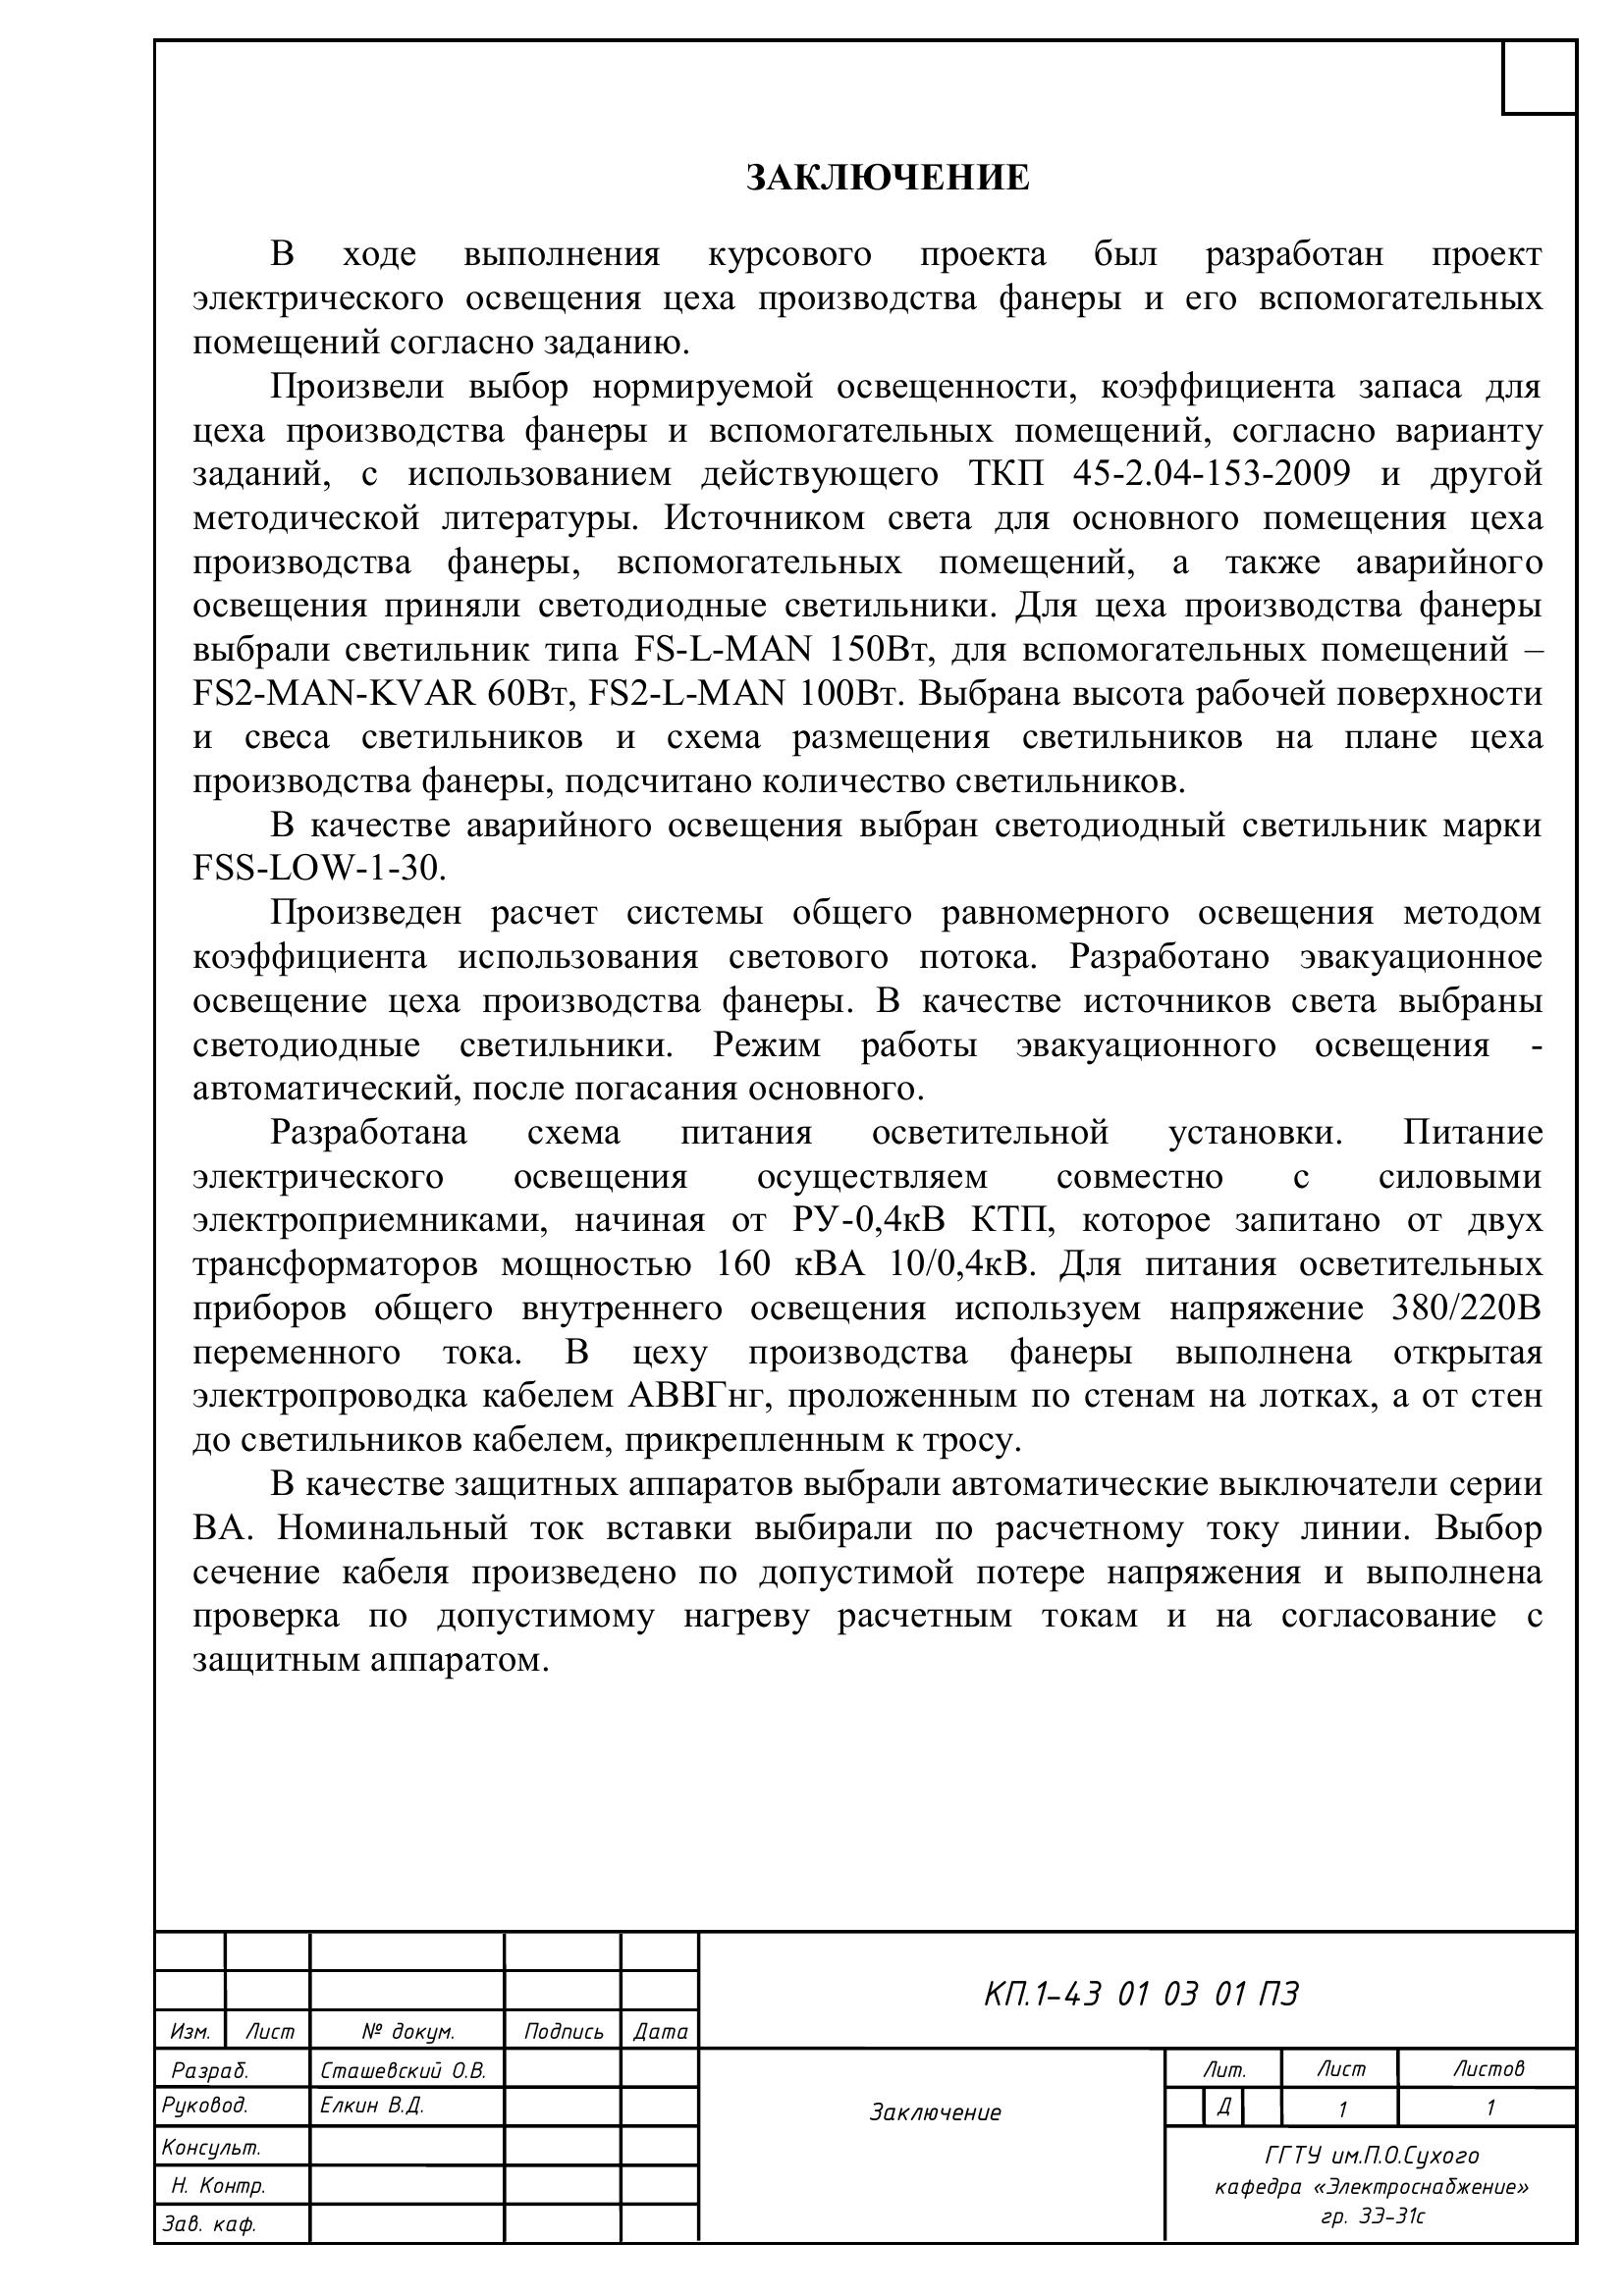 ЗАКЛЮЧЕНИЕ
В ходе выполнения курсового проекта был разработан проект
электрического освещения цеха производства фанеры и его вспомогательных
помещений согласно заданию.
Произвели выбор нормируемой освещенности, коэффициента запаса для
цеха производства фанеры и вспомогательных помещений, согласно варианту
заданий, с использованием действующего ТКП 45-2.04-153-2009 и другой
методической литературы. Источником света для основного помещения цеха
производства фанеры, вспомогательных помещений, а также аварийного
освещения приняли светодиодные светильники. Для цеха производства фанеры
выбрали светильник типа FS-L-MAN 150Вт, для вспомогательных помещений –
FS2-MAN-KVAR 60Вт, FS2-L-MAN 100Вт. Выбрана высота рабочей поверхности
и свеса светильников и схема размещения светильников на плане цеха
производства фанеры, подсчитано количество светильников.
В качестве аварийного освещения выбран светодиодный светильник марки
FSS-LOW-1-30.
Произведен расчет системы общего равномерного освещения методом
коэффициента использования светового потока. Разработано эвакуационное
освещение цеха производства фанеры. В качестве источников света выбраны
светодиодные светильники. Режим работы эвакуационного освещения -
автоматический, после погасания основного.
Разработана схема питания осветительной установки. Питание
электрического освещения осуществляем совместно с силовыми
электроприемниками, начиная от РУ-0,4кВ КТП, которое запитано от двух
трансформаторов мощностью 160 кВА 10/0,4кВ. Для питания осветительных
приборов общего внутреннего освещения используем напряжение 380/220В
переменного тока. В цеху производства фанеры выполнена открытая
электропроводка кабелем АВВГнг, проложенным по стенам на лотках, а от стен
до светильников кабелем, прикрепленным к тросу.
В качестве защитных аппаратов выбрали автоматические выключатели серии
ВА. Номинальный ток вставки выбирали по расчетному току линии. Выбор
сечение кабеля произведено по допустимой потере напряжения и выполнена
проверка по допустимому нагреву расчетным токам и на согласование с
защитным аппаратом.
КП.1-43 01 03 01 ПЗ
Изм. Лист № докум. Подпись Дата
Разраб. Сташевский О.В.
Руковод. Елкин В.Д.
Консульт.
Н. Контр.
Зав. каф.
Заключение
Лит. Лист Листов
Д 1 1
ГГТУ им.П.О.Сухого
кафедра «Электроснабжение»
гр. ЗЭ-31с